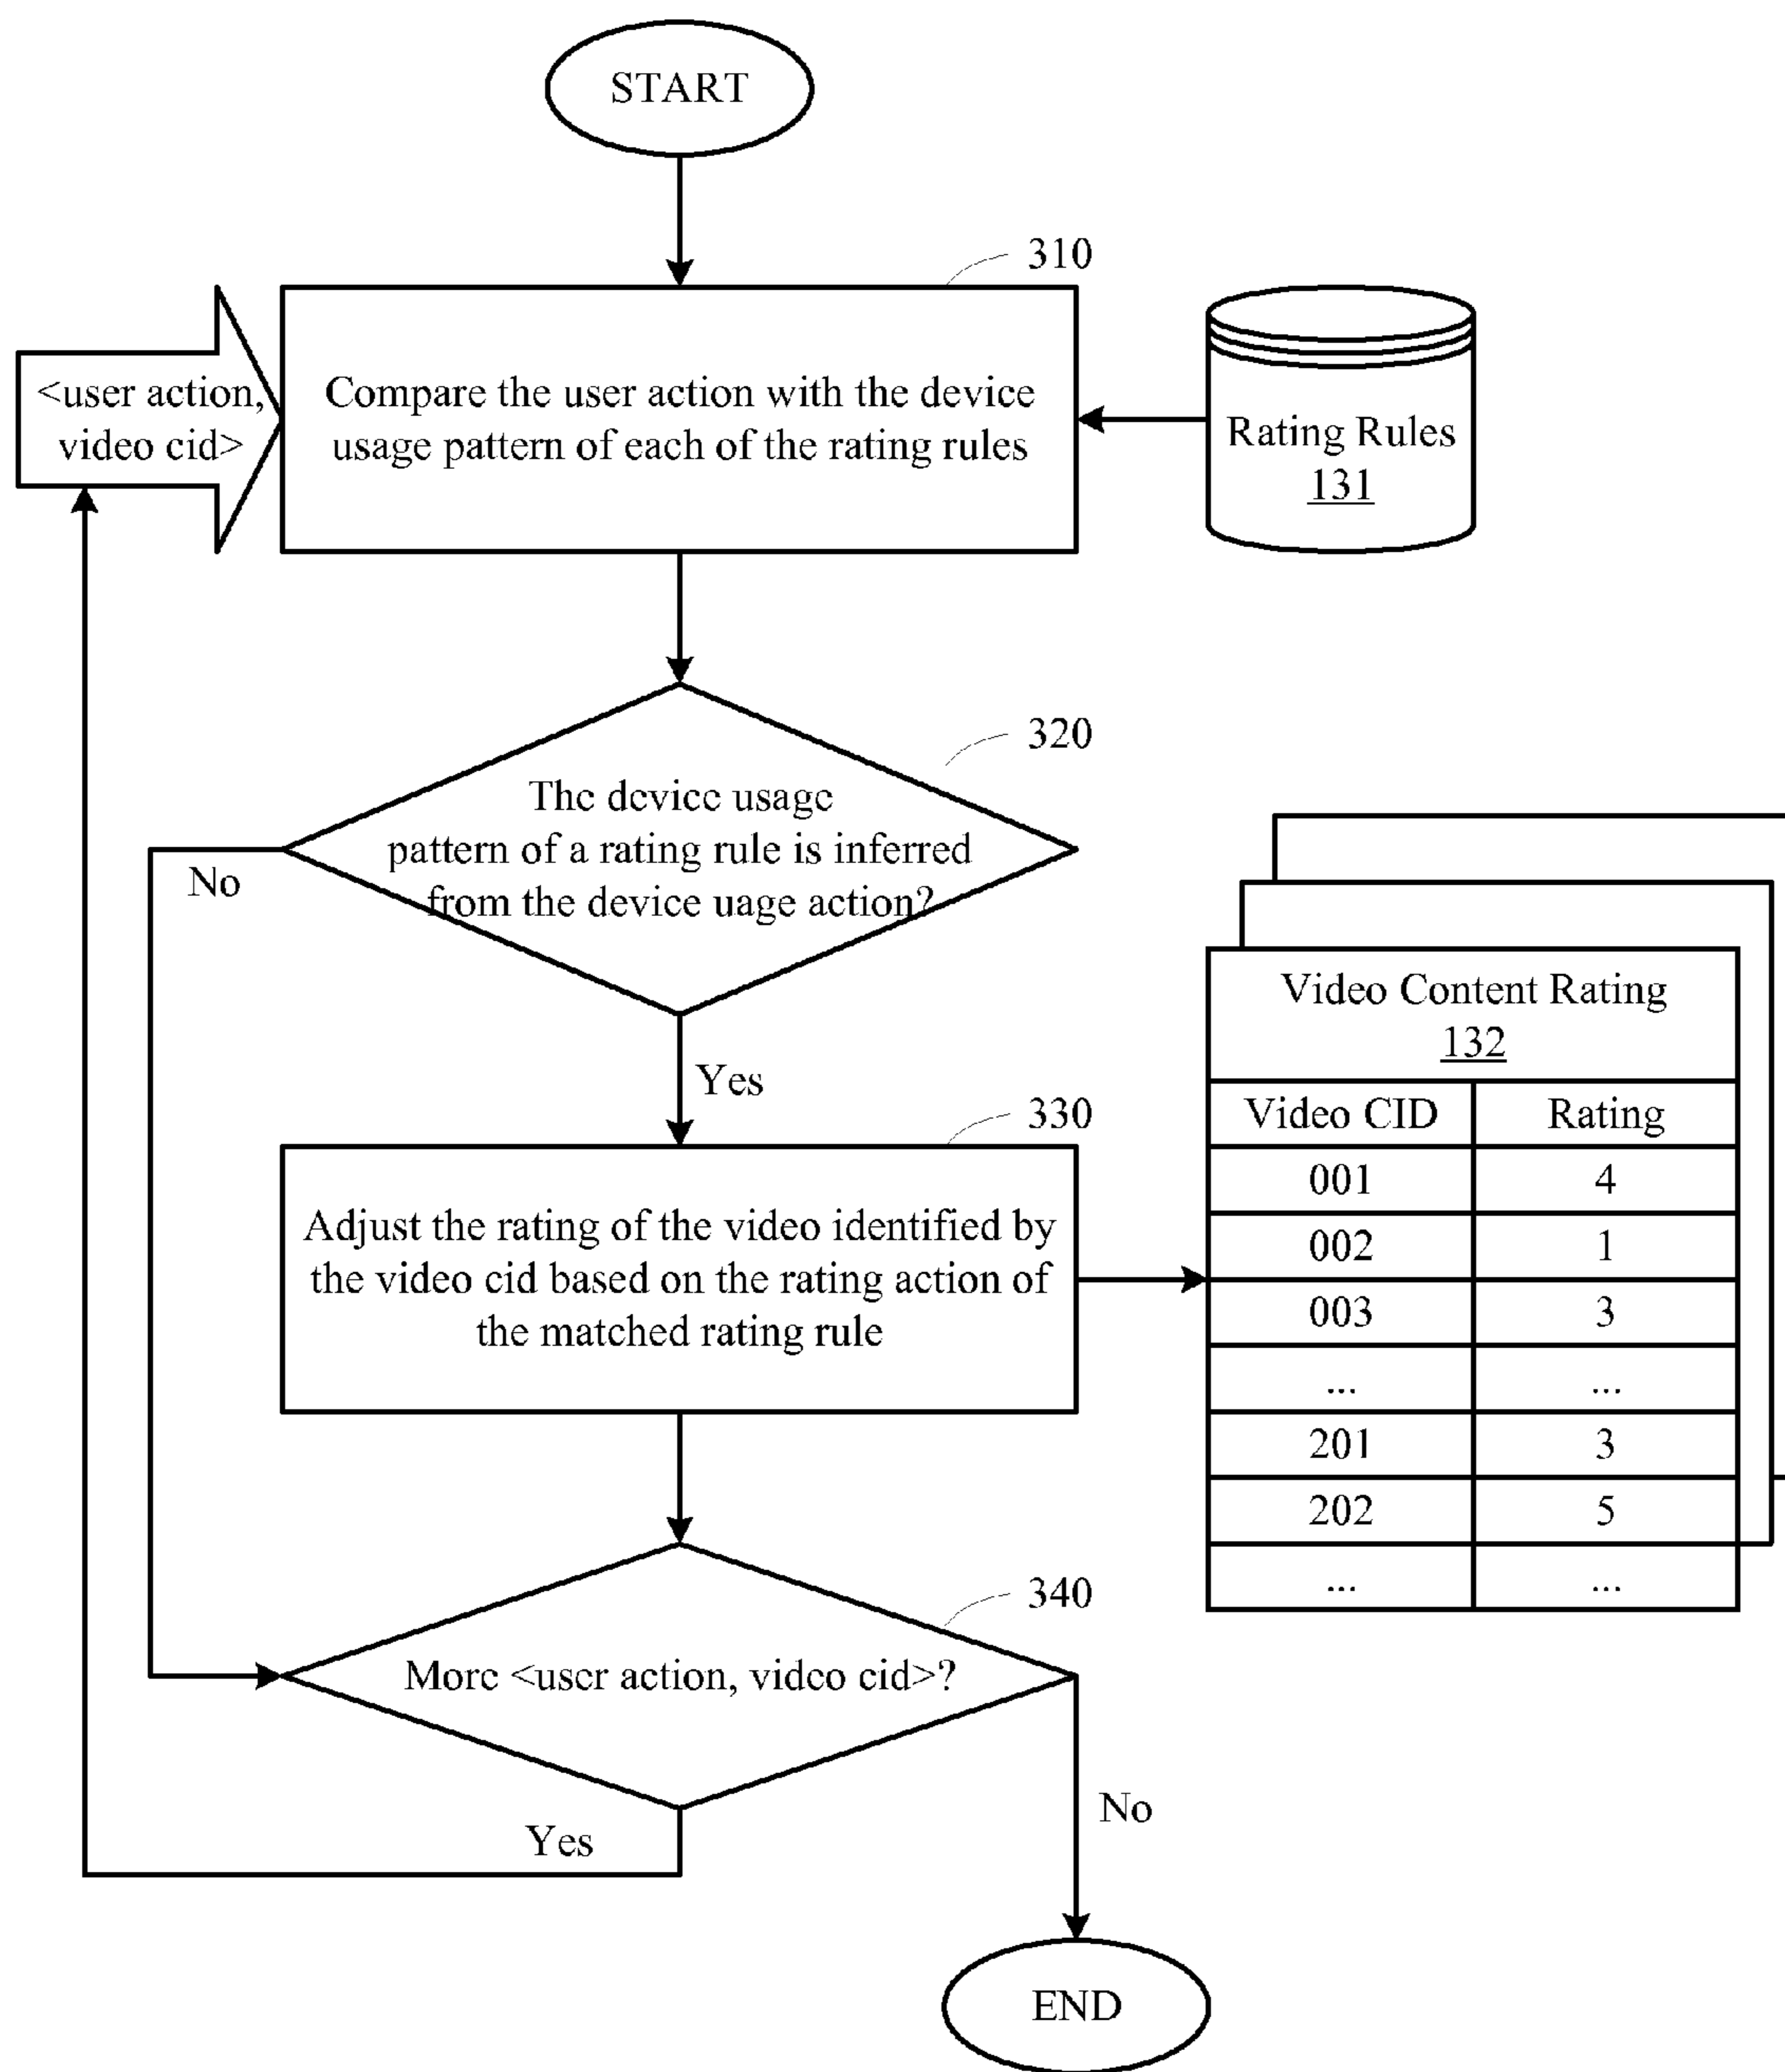 START
310
<user action,
video cid>
Compare the user action with the device
usage pattern of each of the rating rules
Rating Rules
131
320
The device usage
pattern of a rating rule is inferred
from the device uage action?
No
Yes
Video Content Rating
132
Video CID Rating
001 4
002 1
003 3
... ...
201 3
202 5
... ...
330
Adjust the rating of the video identified by
the video cid based on the rating action of
the matched rating rule
340
More <user action, video cid>?
Yes
No
END